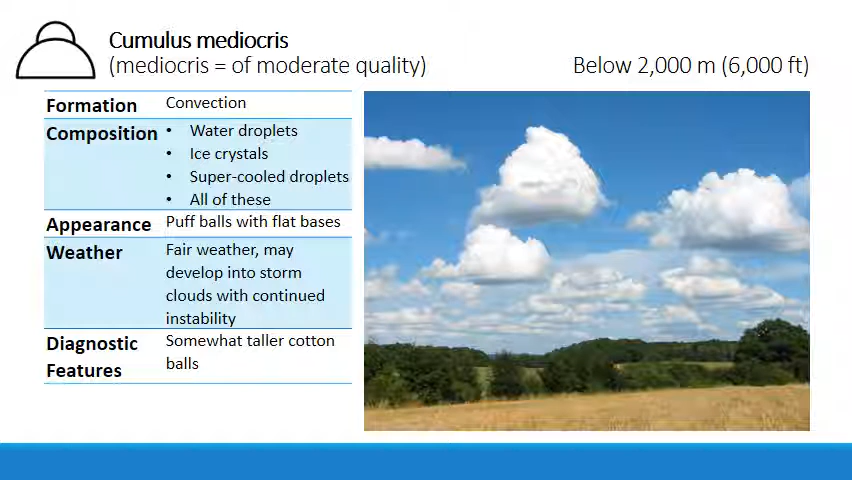 Cumulus mediocris
(mediocris = of moderate quality)
Below 2,000 m (6,000 ft)
Formation Convection
Composition • Water droplets
• Ice crystals
• Super-cooled droplets
• All of these
Appearance Puff balls with flat bases
Weather Fair weather, may
develop into storm
clouds with continued
instability
Diagnostic Somewhat taller cotton
Features balls